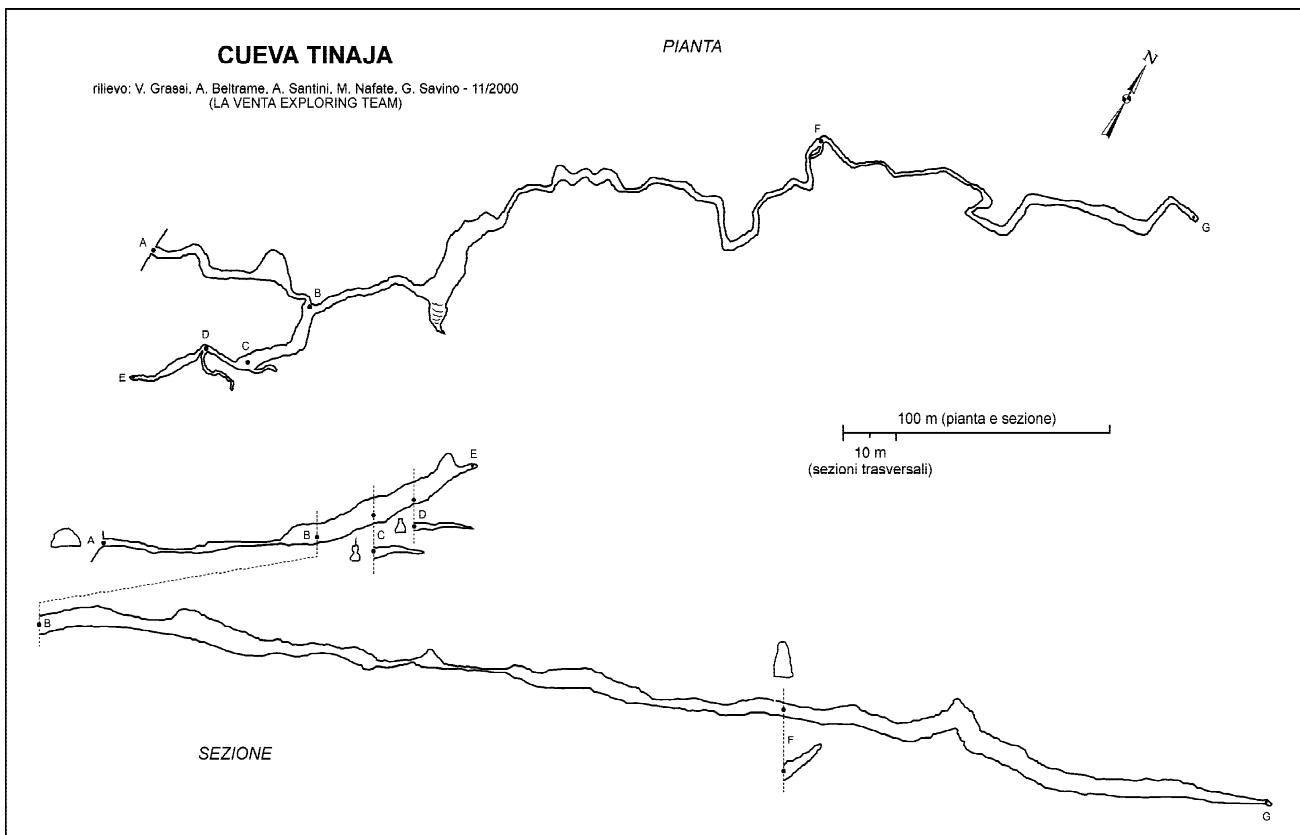 CUEVA TINAJA
PIANTA
rilievo: V. Grassi, A. Beltrame, A. Santini, M. Nafate, G. Savino - 11/2000
(LA VENTA EXPLORING TEAM)
N
F
A
G
B
D
C
E
100 m (pianta e sezione)
10 m
(sezioni trasversali)
E
D
A
B
C
B
F
SEZIONE
G